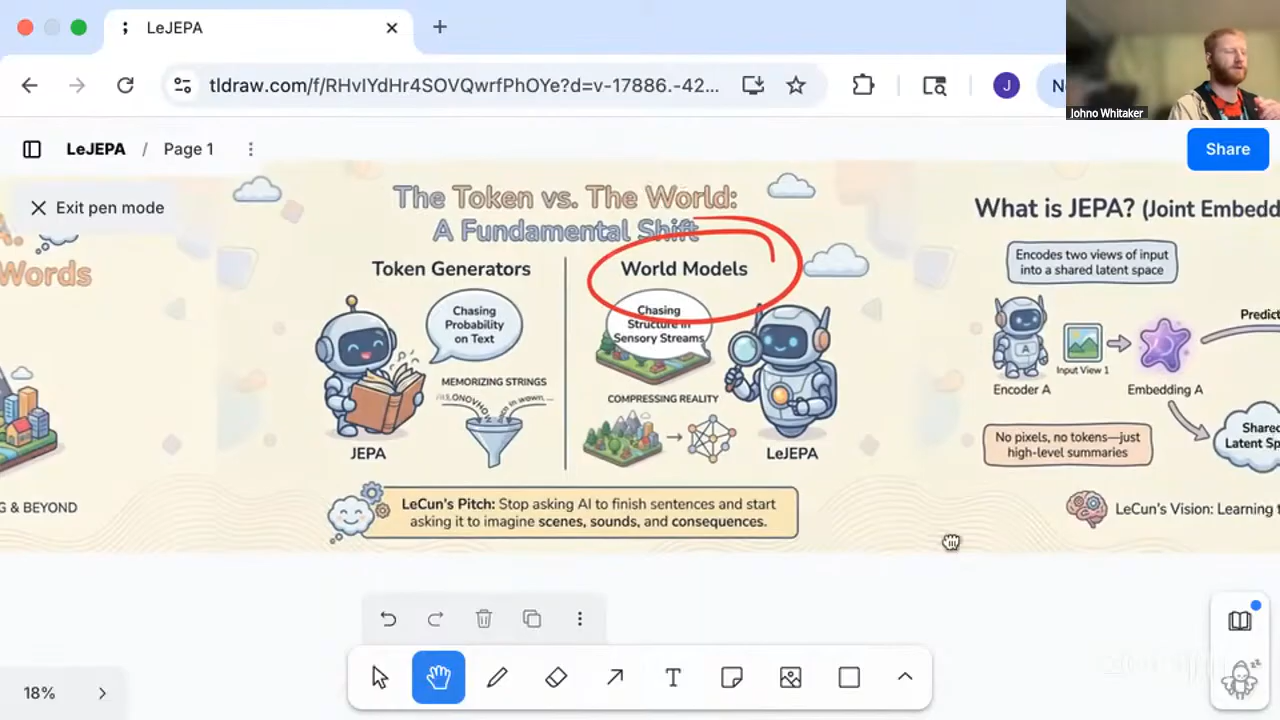 LeJEPA
tldraw.com/f/RHvIYdHr4SOVQwrfPhOYe?d=v-17886.-42...
J
Johno Whitaker
LeJEPA / Page 1
Share
Exit pen mode
Words
G & BEYOND
The Token vs. The World:
A Fundamental Shift
Token Generators
Chasing
Probability
on Text
MEMORIZING STRINGS
JEPA
World Models
Chasing
Structure in
Sensory Streams
COMPRESSING REALITY
LeJEPA
LeCun's Pitch: Stop asking AI to finish sentences and start
asking it to imagine scenes, sounds, and consequences.
What is JEPA? (Joint Embedd
Encodes two views of input
into a shared latent space
A
Encoder A
Input View 1
Embedding A
Predict
Shared
Latent Sp
No pixels, no tokens—just
high-level summaries
LeCun's Vision: Learning t
T
18%